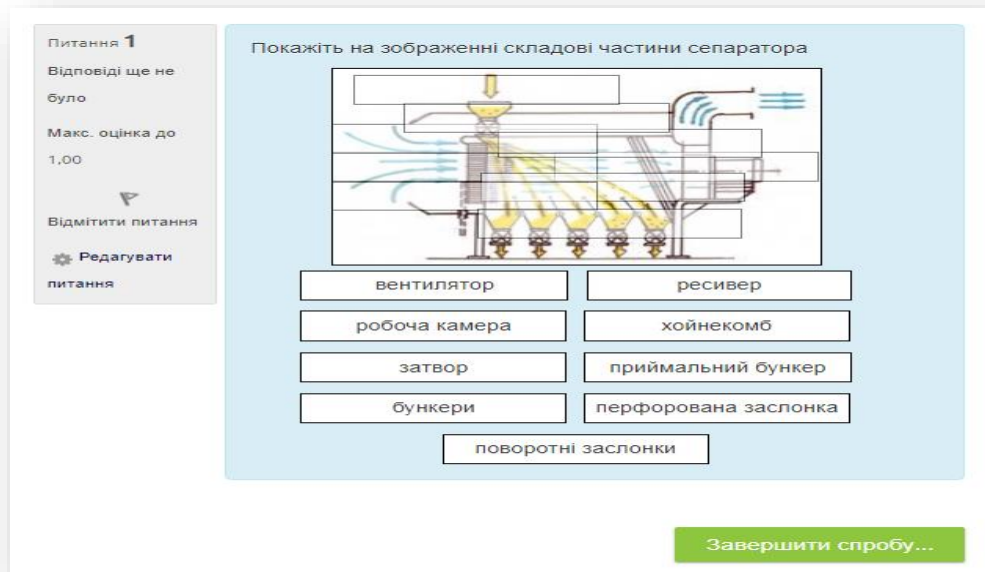 Питання 1
Відповіді ще не
було
Макс. оцінка до
1,00
Відмітити питання
Редагувати
питання
Покажіть на зображенні складові частини сепаратора
вентилятор
ресивер
робоча камера
хойнекомб
затвор
приймальний бункер
бункери
перфорована заслонка
поворотні заслонки
Завершити спробу...